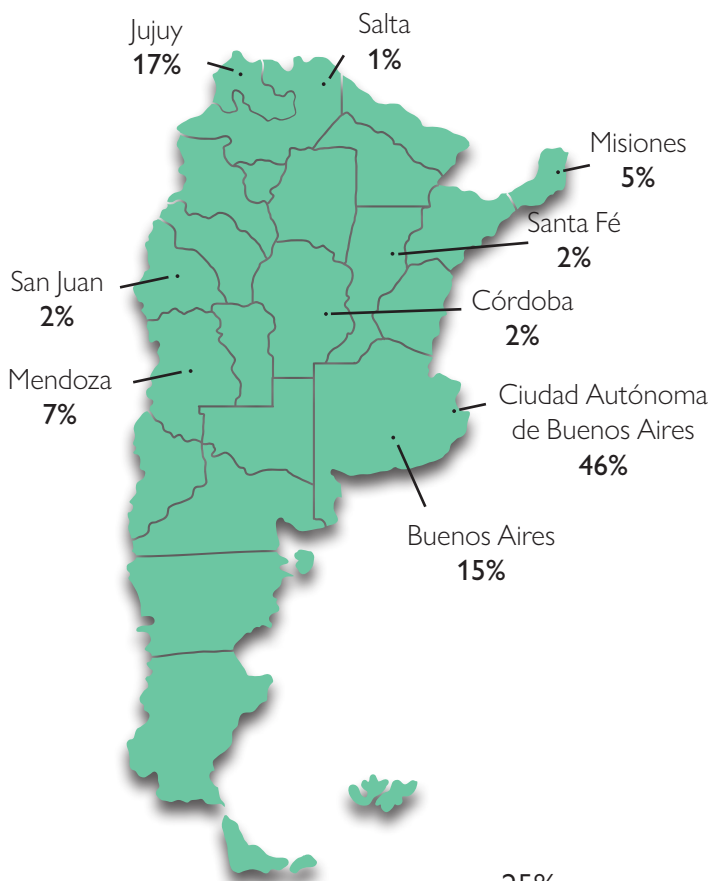 Jujuy
17%
Salta
1%
Misiones
5%
Santa Fé
2%
San Juan
2%
Córdoba
2%
Mendoza
7%
Ciudad Autónoma
de Buenos Aires
46%
Buenos Aires
15%
25%